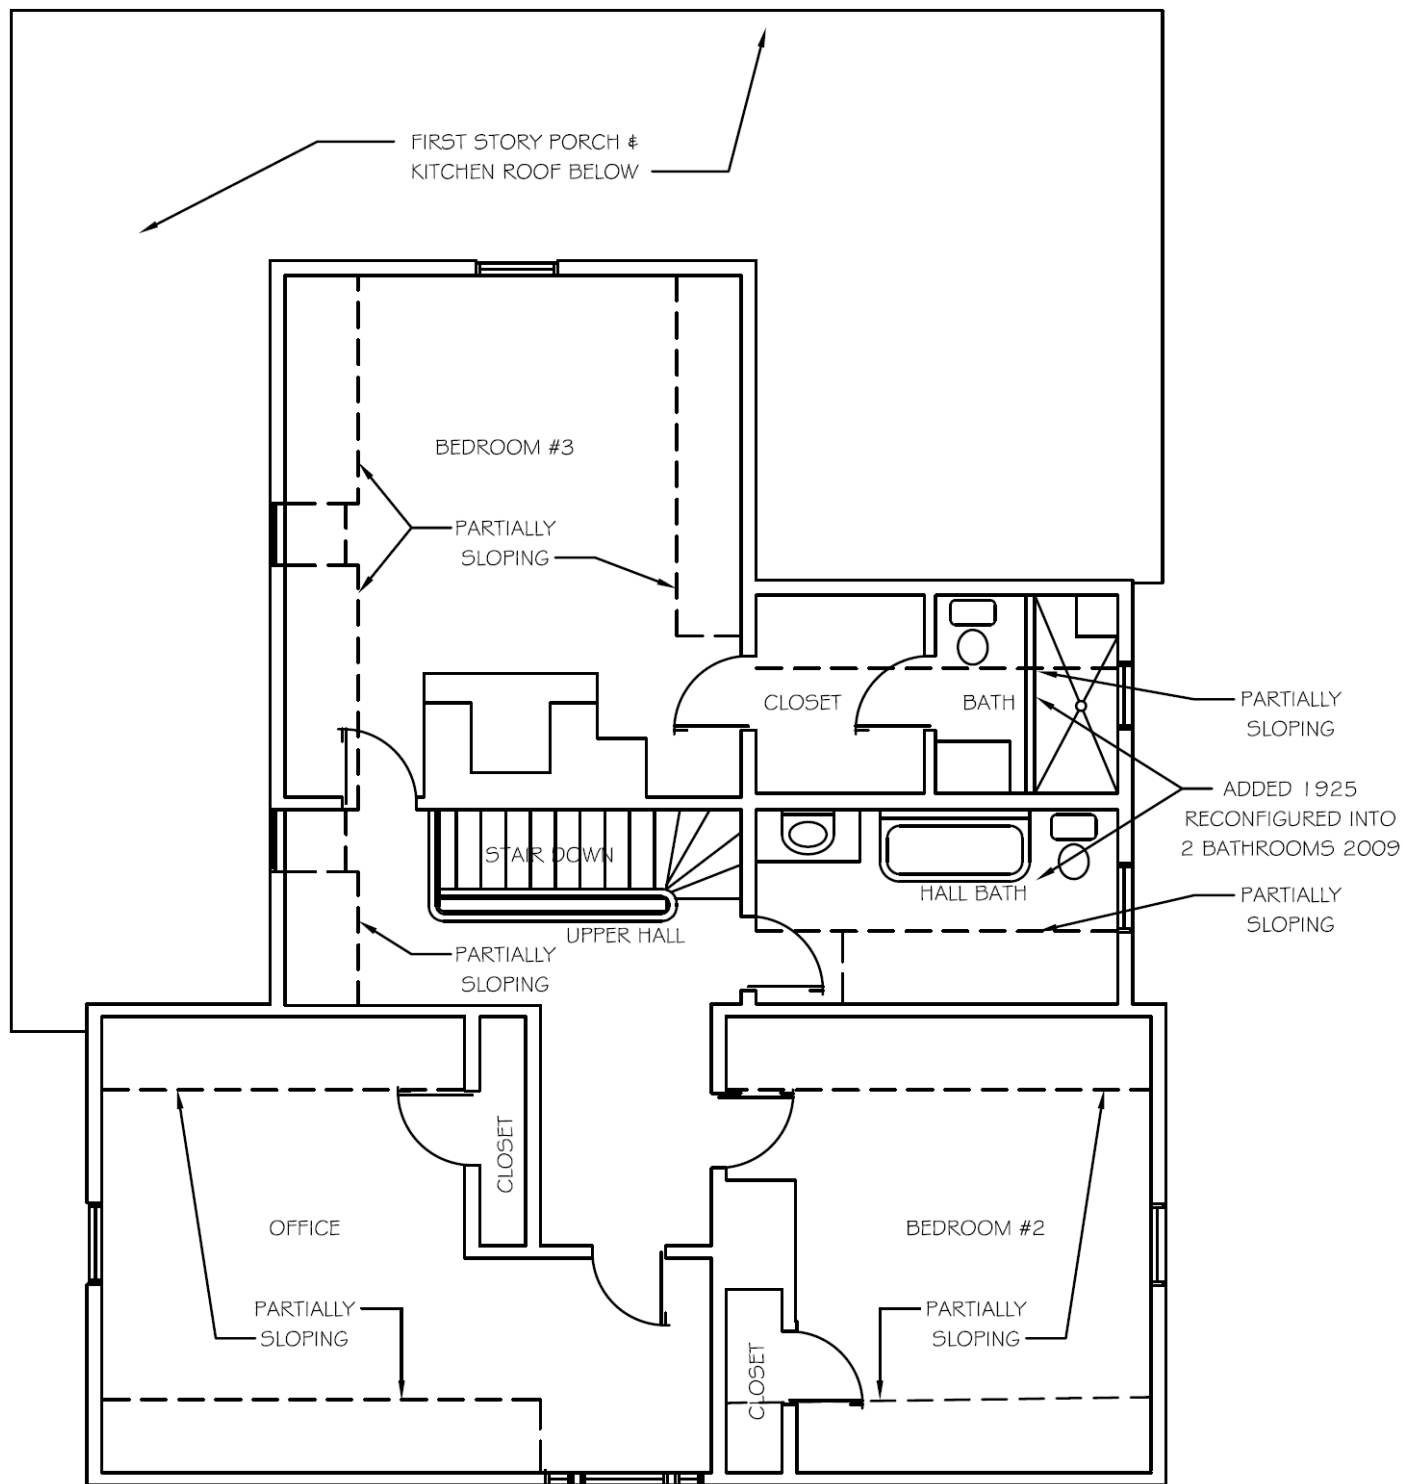 FIRST STORY PORCH &
KITCHEN ROOF BELOW
BEDROOM #3
PARTIALLY
SLOPING
CLOSET
BATH
PARTIALLY
SLOPING
ADDED 1925
RECONFIGURED INTO
2 BATHROOMS 2009
STAIR DOWN
HALL BATH
PARTIALLY
SLOPING
UPPER HALL
PARTIALLY
SLOPING
CLOSET
OFFICE
BEDROOM #2
PARTIALLY
SLOPING
PARTIALLY
SLOPING
CLOSET